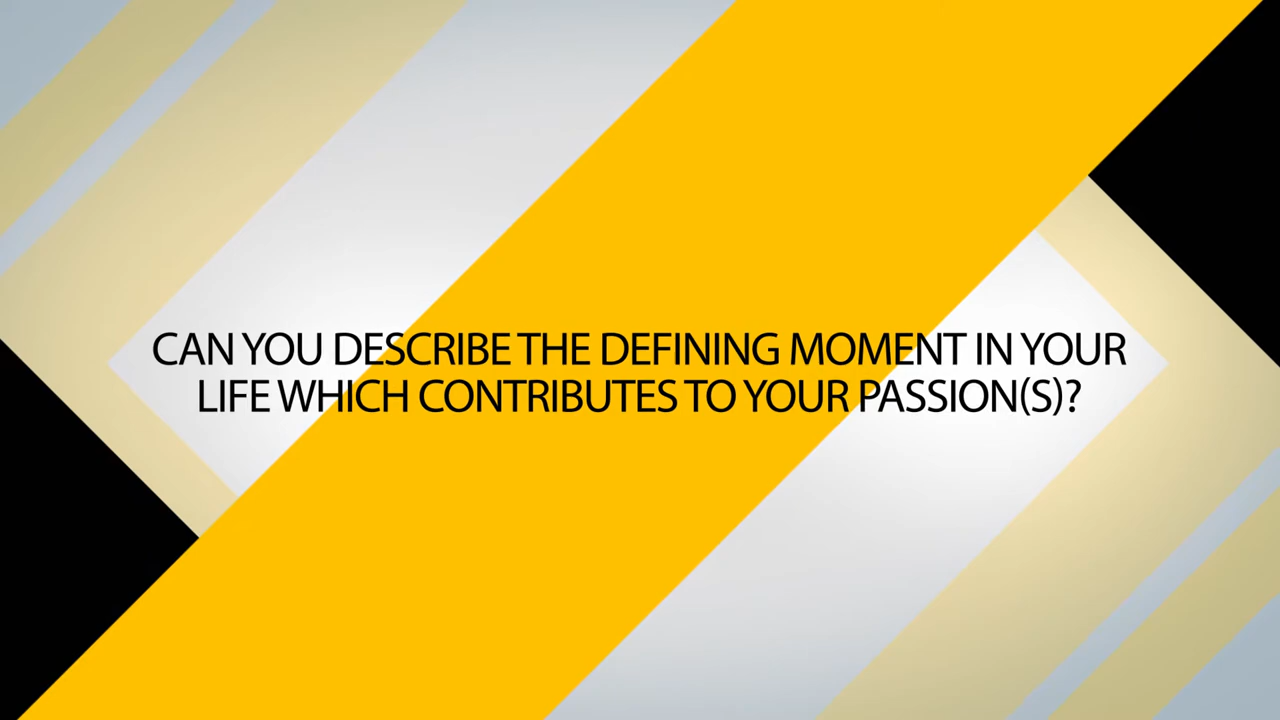 CAN YOU DESCRIBE THE DEFINING MOMENT IN YOUR
LIFE WHICH CONTRIBUTES TO YOUR PASSION(S)?